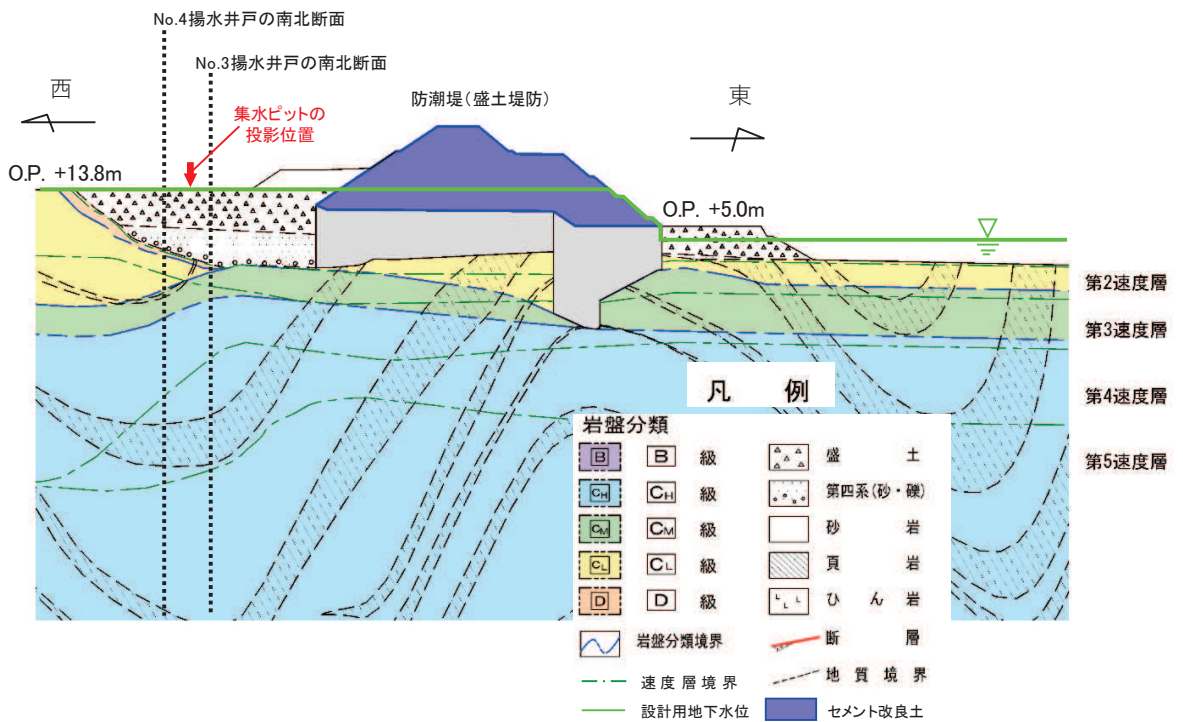 No.4揚水井戸の南北断面
No.3揚水井戸の南北断面
西
集水ピットの
投影位置
防潮堤(盛土堤防)
東
O.P. +13.8m
O.P. +5.0m
第2速度層
第3速度層
第4速度層
第5速度層
凡 例
岩盤分類
B B 級
CH CH 級
CM CM 級
CL CL 級
D D 級
岩盤分類境界
速度層境界
設計用地下水位
盛 土
第四系(砂・礫)
砂 岩
頁 岩
ひ ん 岩
断 層
地質境界
セメント改良土